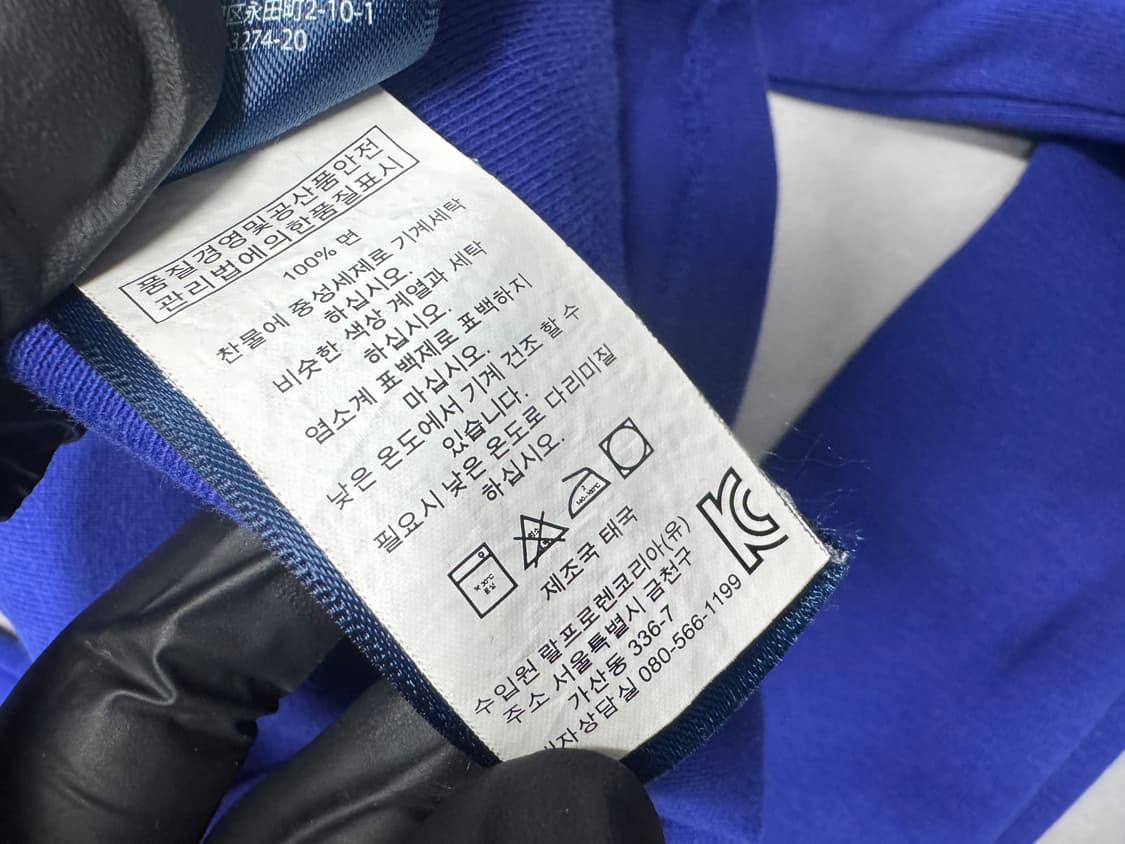 区永田町2-10-1
3274-20
품질경영및공산품안전
관리법에의한품질표시
100% 면
찬물에 중성세제로 기계세탁
하십시오.
비슷한 색상 계열과 세탁
하십시오.
염소계 표백제로 표백하지
마십시오.
낮은 온도에서 기계 건조 할 수
있습니다.
필요시 낮은 온도로 다리미질
하십시오.
제조국 태국
수입원 랄프로렌코리아(유)
주소 서울특별시 금천구
가산동 336-7
자상담실 080-566-1199